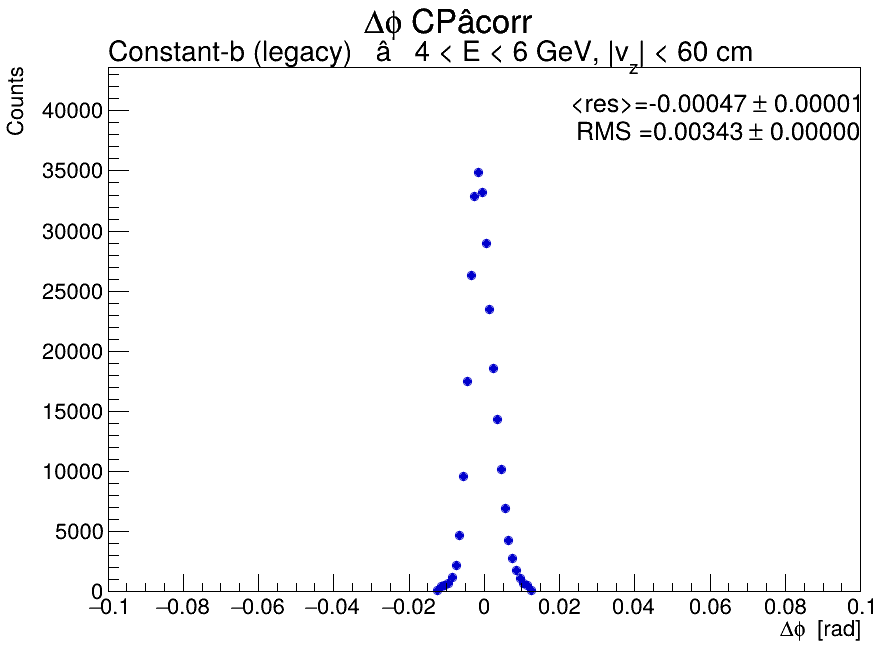 Δϕ CPâcorr
Constant-b (legacy) â 4 < E < 6 GeV, |v_z| < 60 cm
Counts
<res>=-0.00047 ± 0.00001
RMS =0.00343 ± 0.00000
40000
35000
30000
25000
20000
15000
10000
5000
0
−0.1 −0.08 −0.06 −0.04 −0.02 0 0.02 0.04 0.06 0.08 0.1
Δϕ [rad]